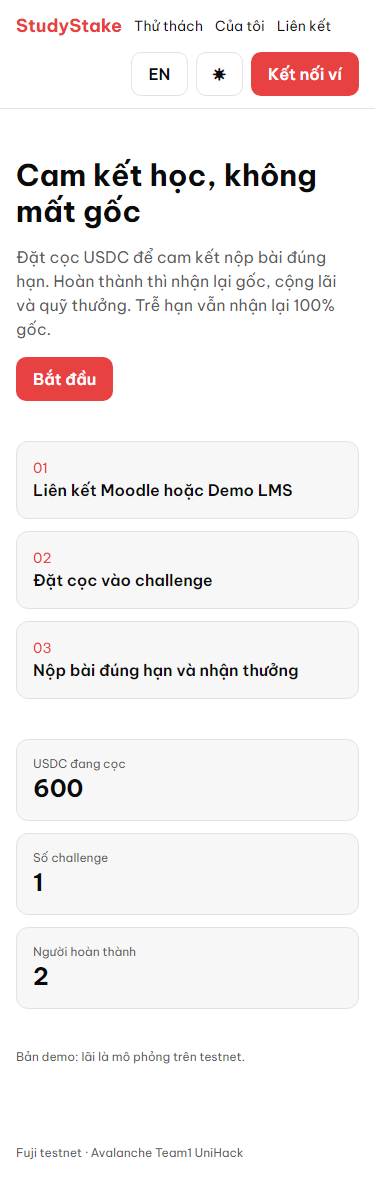 StudyStake Thử thách Của tôi Liên kết
EN Kết nối ví
Cam kết học, không
mất gốc
Đặt cọc USDC để cam kết nộp bài đúng
hạn. Hoàn thành thì nhận lại gốc, cộng lãi
và quỹ thưởng. Trễ hạn vẫn nhận lại 100%
gốc.
Bắt đầu
01
Liên kết Moodle hoặc Demo LMS
02
Đặt cọc vào challenge
03
Nộp bài đúng hạn và nhận thưởng
USDC đang cọc
600
Số challenge
1
Người hoàn thành
2
Bản demo: lãi là mô phỏng trên testnet.
Fuji testnet · Avalanche Team1 UniHack